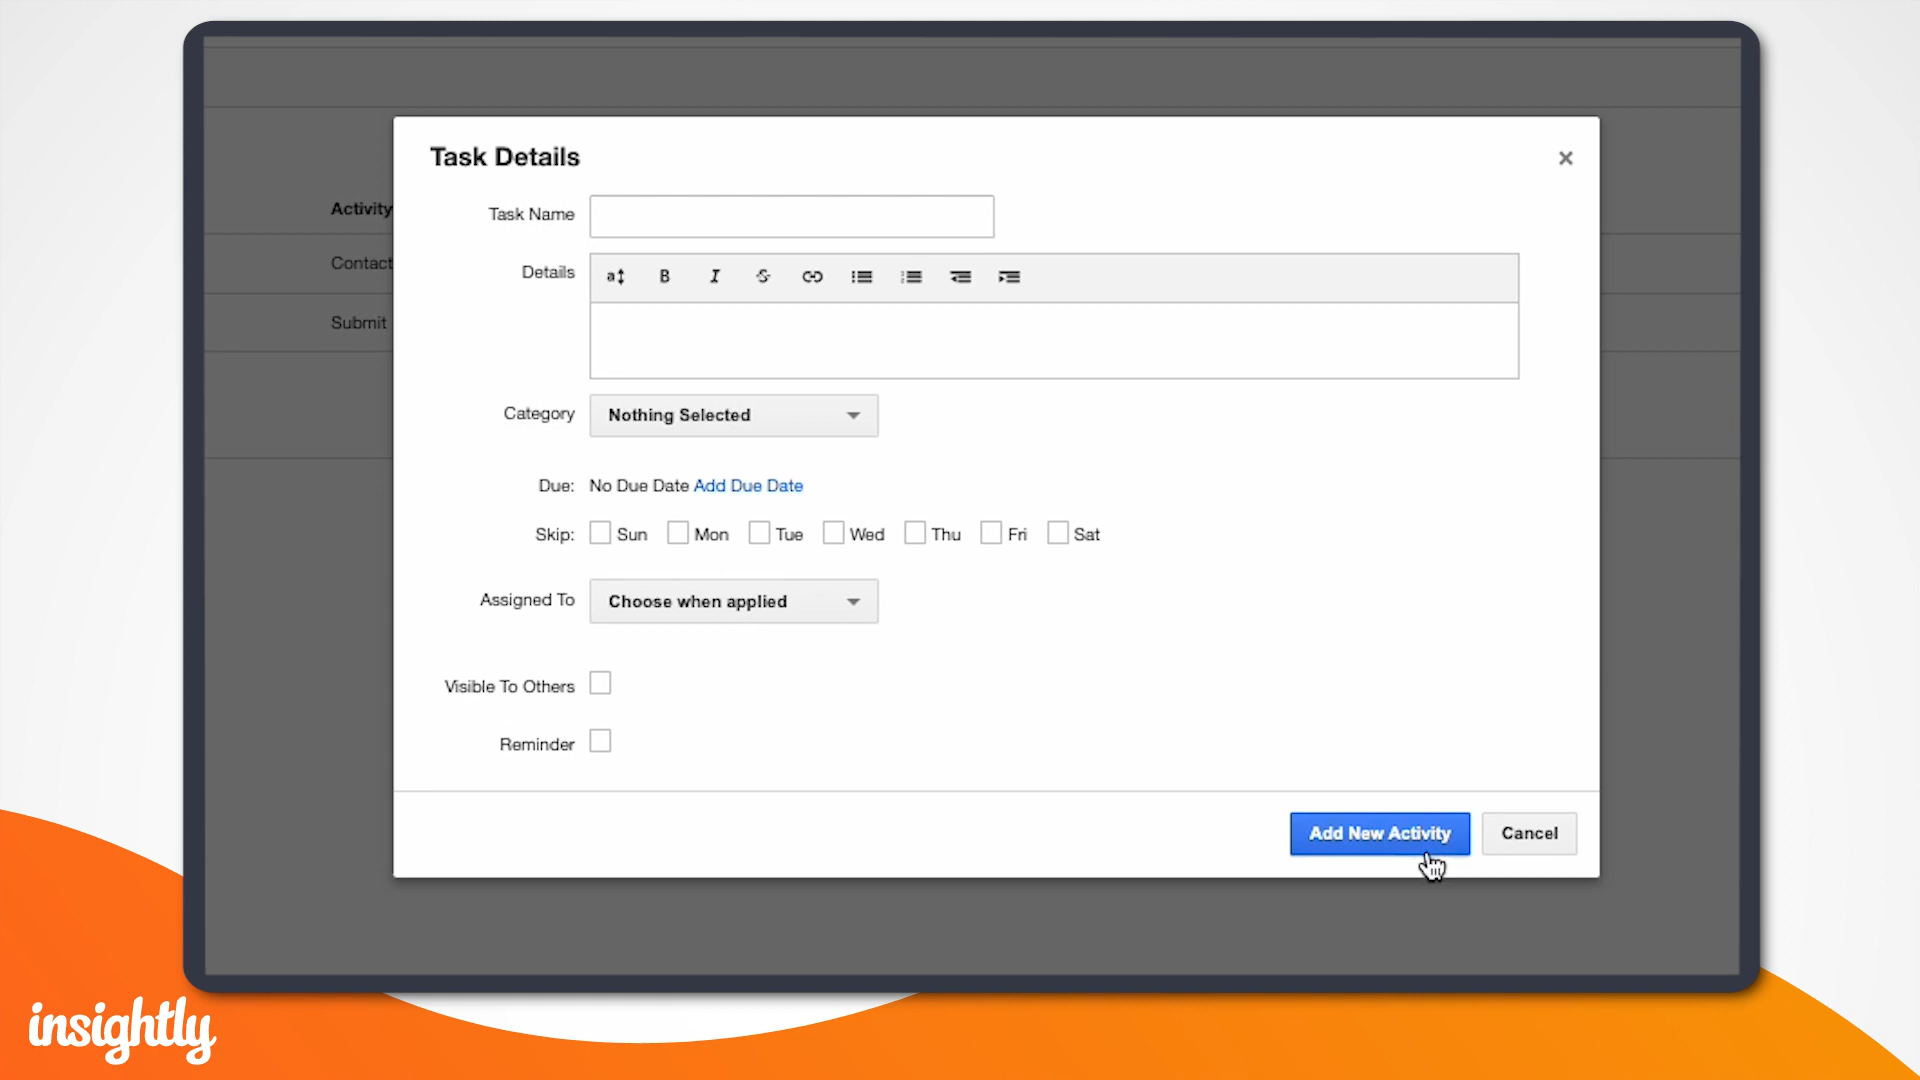 Task Details
×
Activity
Task Name
Contact
Details
Submit
Category
Nothing Selected
Due: No Due Date Add Due Date
Skip: Sun Mon Tue Wed Thu Fri Sat
Assigned To
Choose when applied
Visible To Others
Reminder
Add New Activity
Cancel
insightly